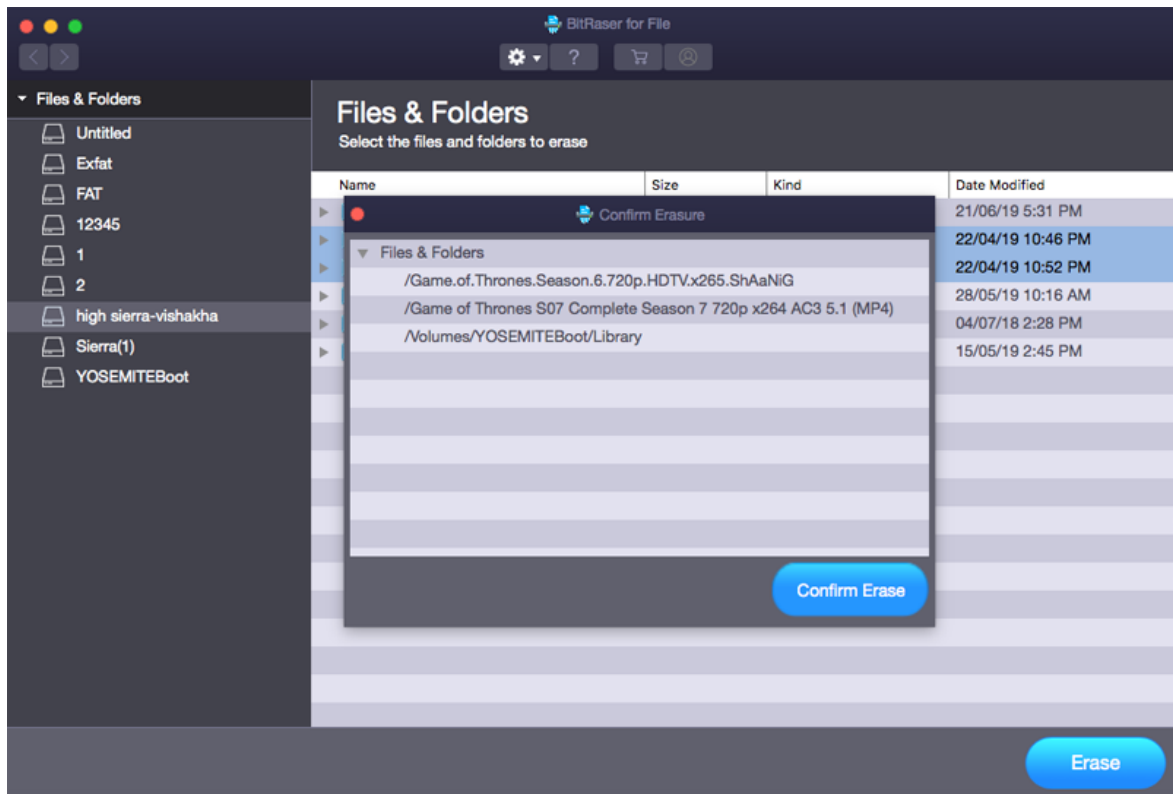 BitRaser for File
?
Files & Folders
Untitled
Exfat
FAT
12345
1
2
high sierra-vishakha
Sierra(1)
YOSEMITEBoot
Files & Folders
Select the files and folders to erase
Name Size Kind Date Modified
21/06/19 5:31 PM
22/04/19 10:46 PM
22/04/19 10:52 PM
28/05/19 10:16 AM
04/07/18 2:28 PM
15/05/19 2:45 PM
Confirm Erasure
Files & Folders
/Game.of.Thrones.Season.6.720p.HDTV.x265.ShAaNiG
/Game of Thrones S07 Complete Season 7 720p x264 AC3 5.1 (MP4)
/Volumes/YOSEMITEBoot/Library
Confirm Erase
Erase